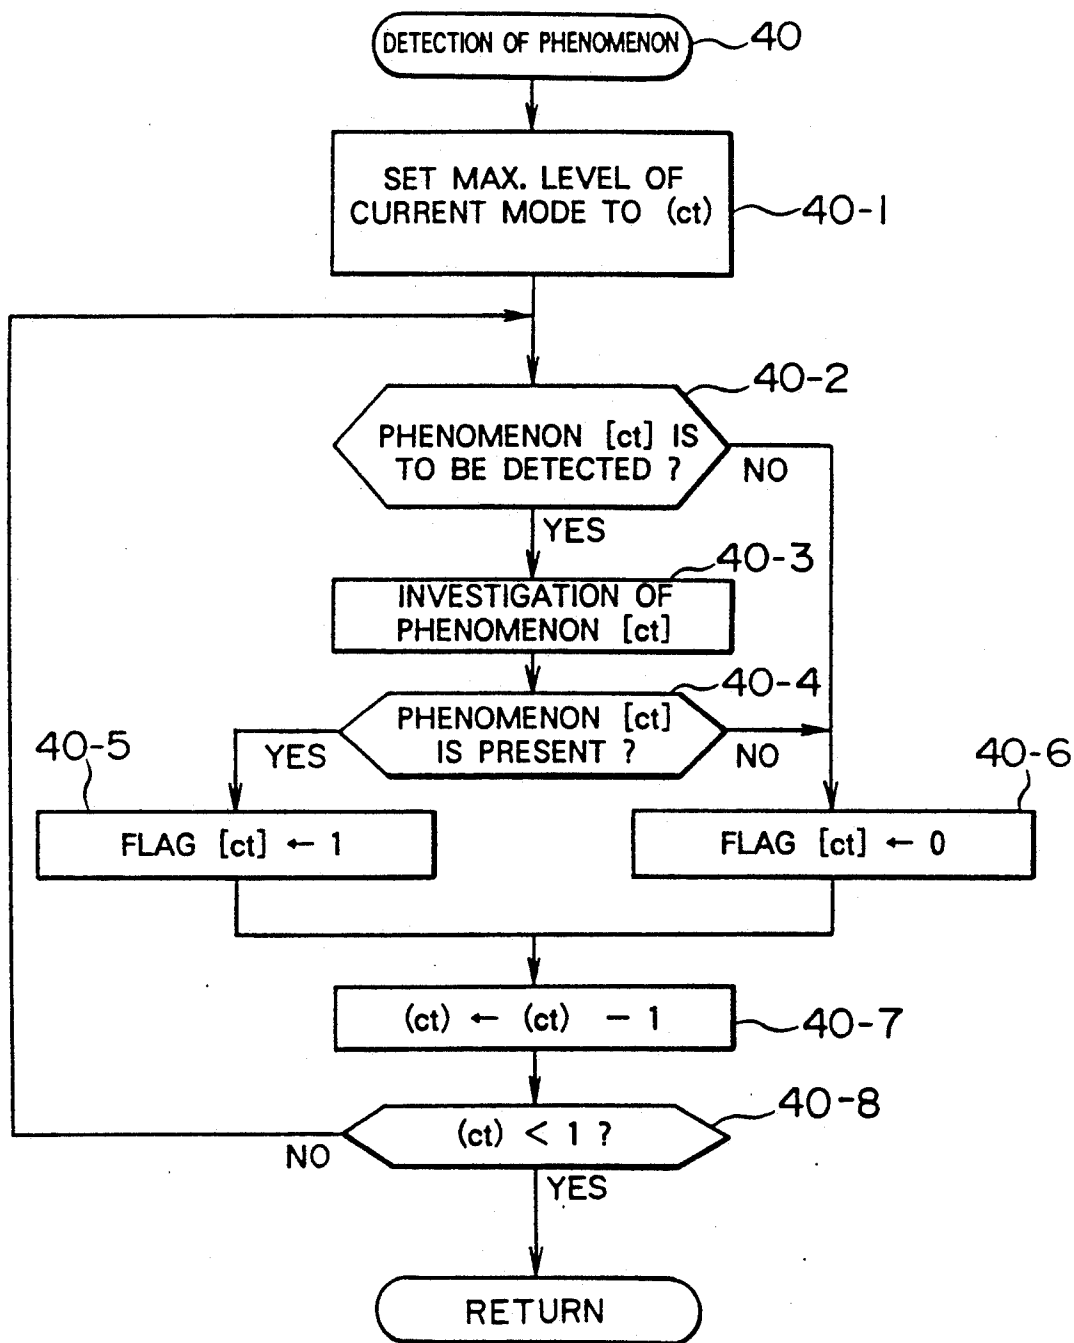 DETECTION OF PHENOMENON
40
SET MAX. LEVEL OF
CURRENT MODE TO (ct)
40-1
40-2
PHENOMENON [ct] IS
TO BE DETECTED ?
NO
YES
40-3
INVESTIGATION OF
PHENOMENON [ct]
40-4
PHENOMENON [ct]
IS PRESENT ?
YES
NO
40-5
40-6
FLAG [ct] ← 1
FLAG [ct] ← 0
(ct) ← (ct) − 1
40-7
40-8
(ct) < 1 ?
NO
YES
RETURN